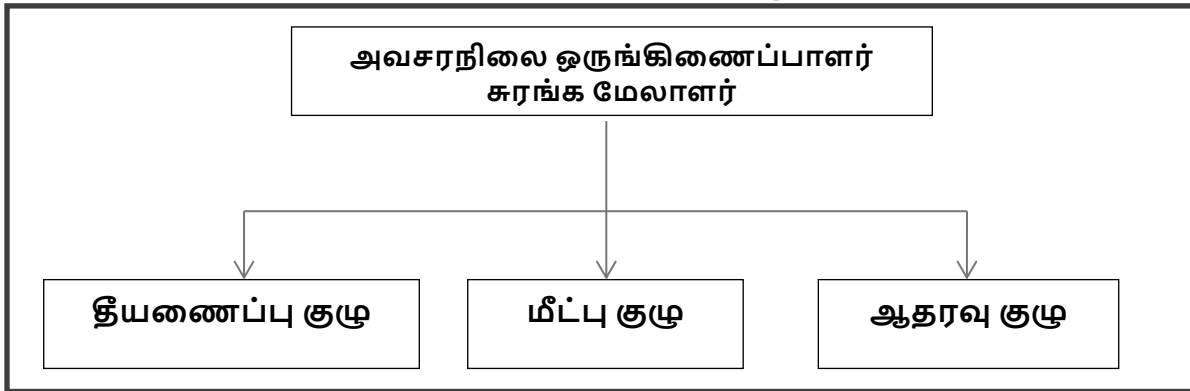 அவசரநிலை ஒருங்கிணைப்பாளர்
சுரங்க மேலாளர்
தீயணைப்பு குழு
மீட்பு குழு
ஆதரவு குழு